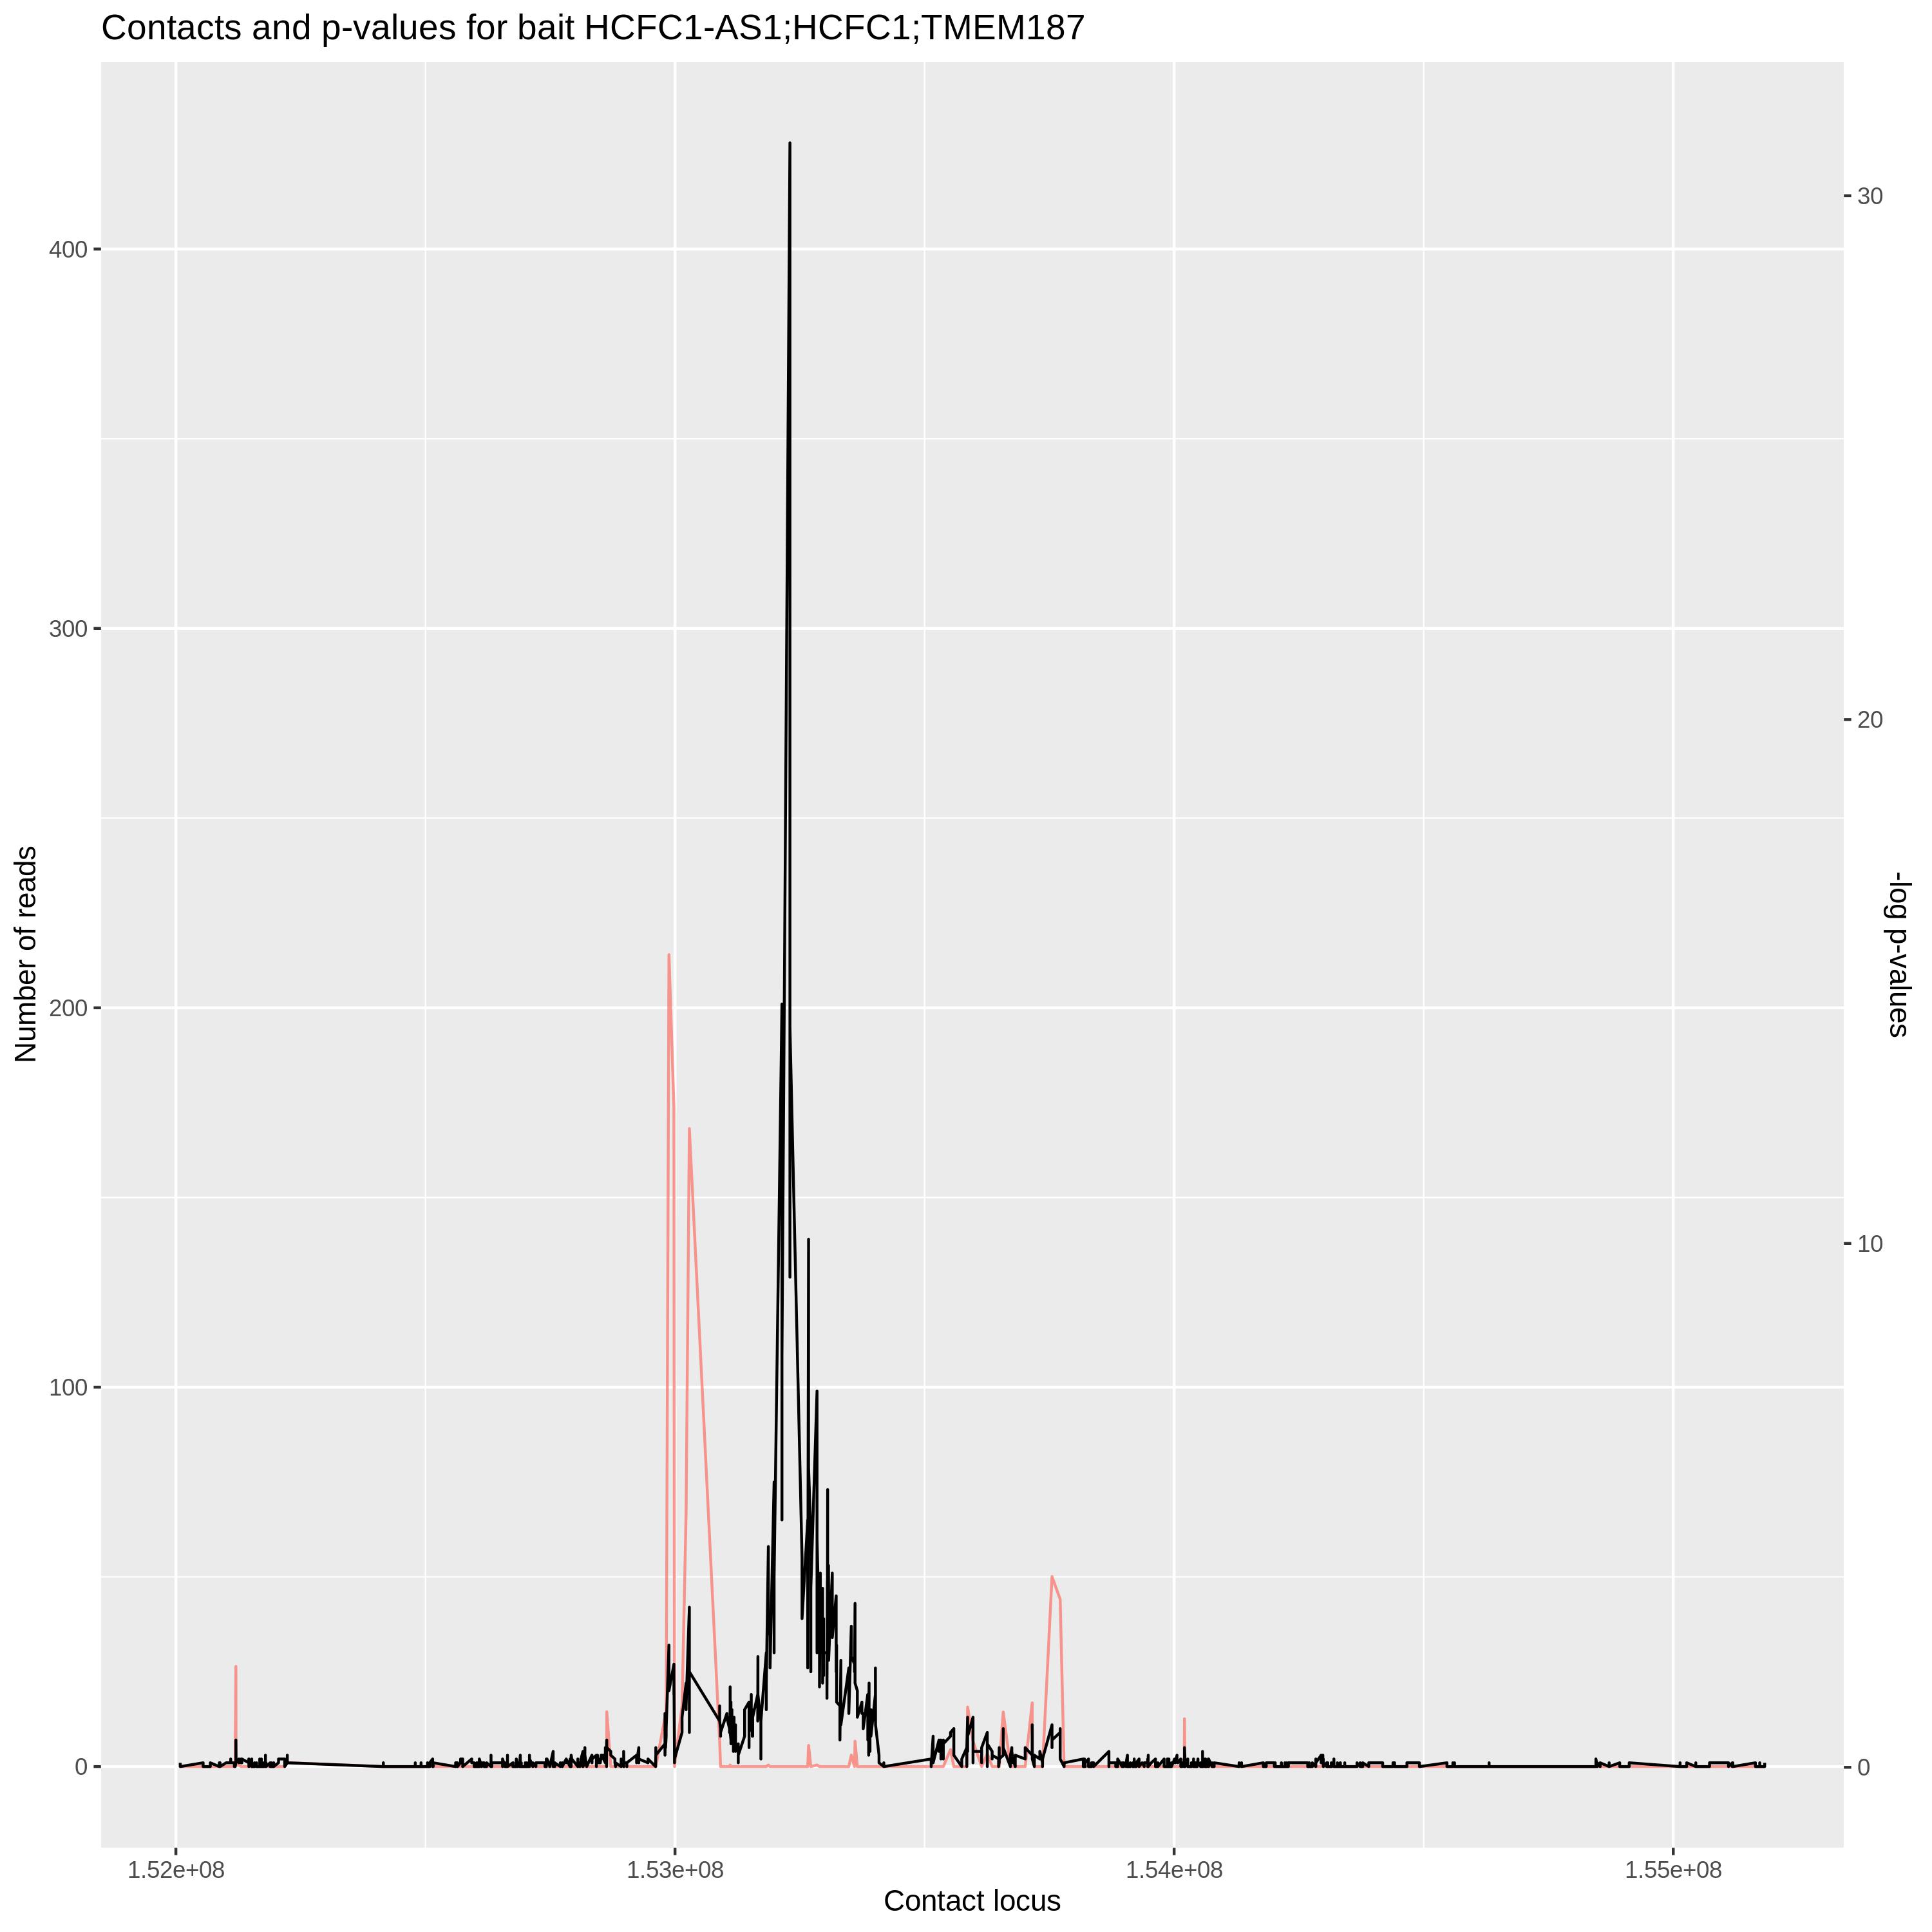 Contacts and p-values for bait HCFC1-AS1;HCFC1;TMEM187
400
300
200
100
0
Number of reads
30
20
10
0
-log p-values
1.52e+08 1.53e+08 1.54e+08 1.55e+08
Contact locus